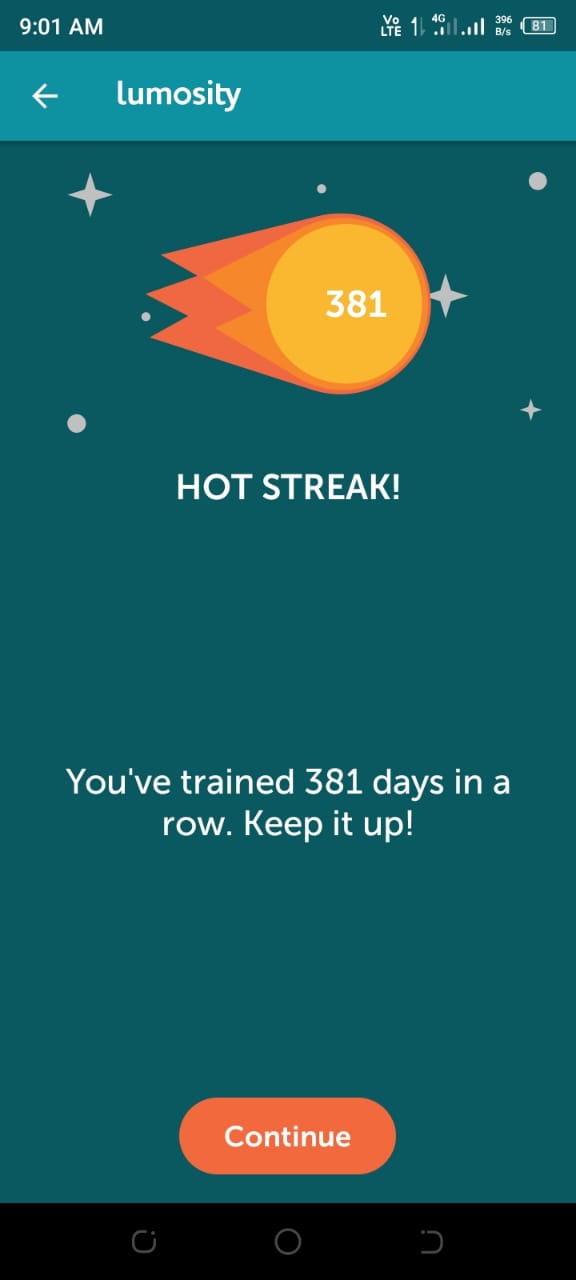 9:01 AM Vo LTE 4G 396 B/s 81
lumosity
381
HOT STREAK!
You've trained 381 days in a
row. Keep it up!
Continue